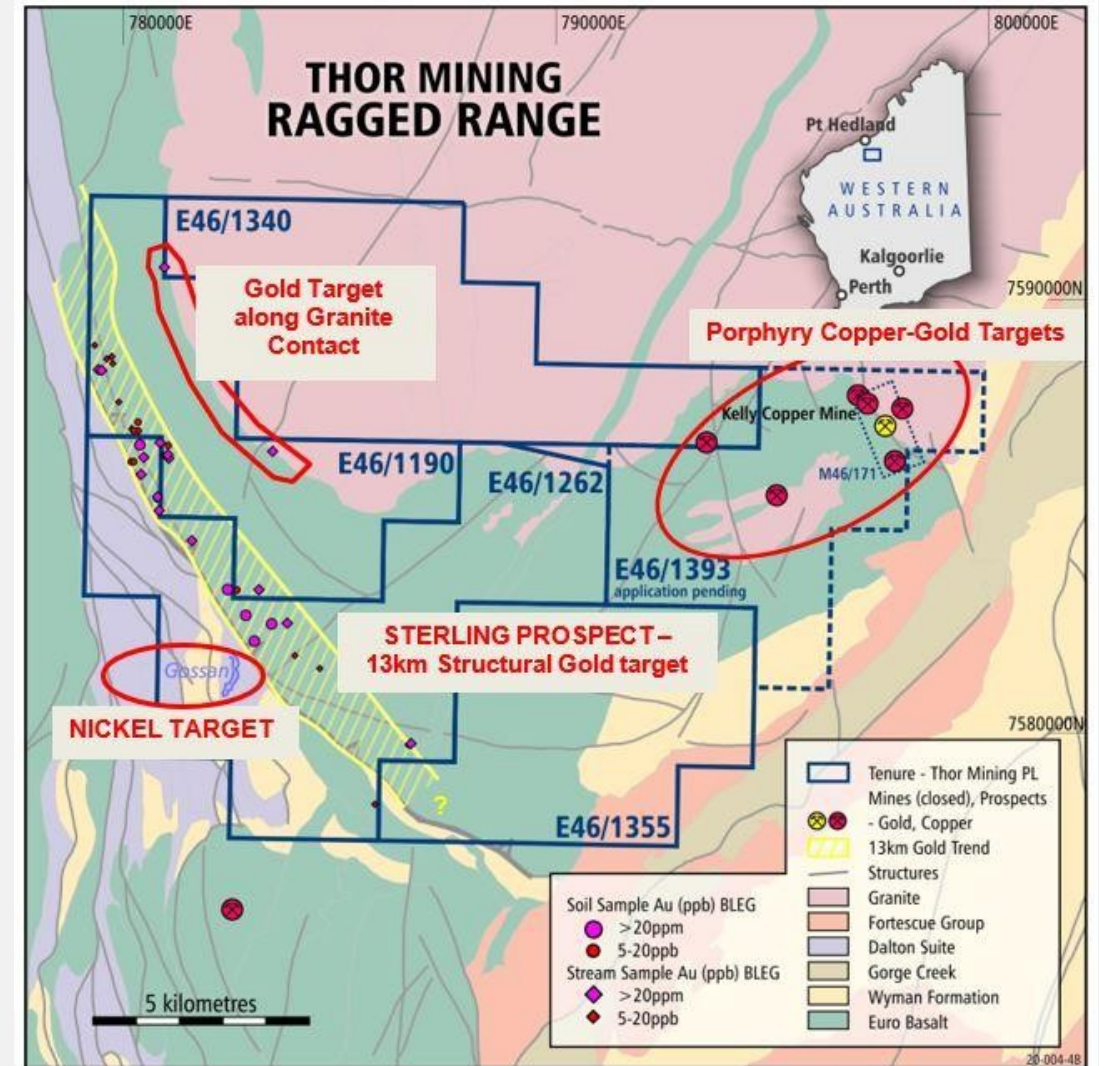 780000E
790000E
800000E
THOR MINING
RAGGED RANGE
Pt Hedland
WESTERN
AUSTRALIA
Kalgoorlie
Perth
7590000N
E46/1340
Gold Target
along Granite
Contact
Porphyry Copper-Gold Targets
Kelly Copper Mine
M46/171
E46/1190
E46/1262
E46/1393
application pending
STERLING PROSPECT –
13km Structural Gold target
Gossan
NICKEL TARGET
7580000N
?
E46/1355
Tenure - Thor Mining PL
Mines (closed), Prospects
- Gold, Copper
13km Gold Trend
Structures
Granite
Fortescue Group
Dalton Suite
Gorge Creek
Wyman Formation
Euro Basalt
Soil Sample Au (ppb) BLEG
>20ppm
5-20ppb
Stream Sample Au (ppb) BLEG
>20ppm
5-20ppb
5 kilometres
20-004-48